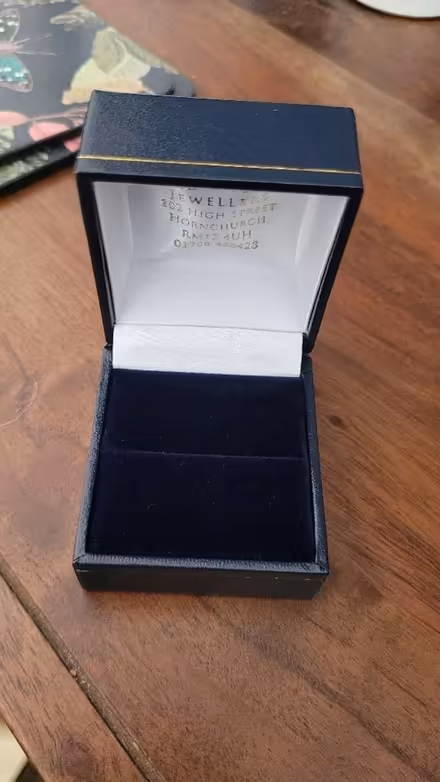 JEWELLERS
102 HIGH STREET
HORNCHURCH
RM12 4UH